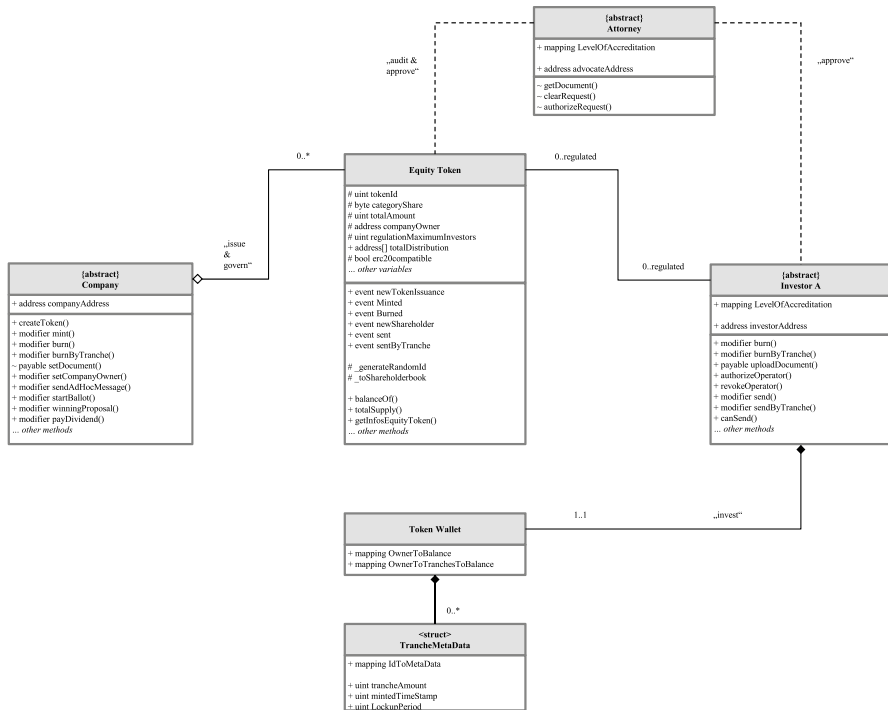 {abstract}
Attorney
+ mapping LevelOfAccreditation
+ address advocateAddress
~ getDocument()
~ clearRequest()
~ authorizeRequest()
„audit &
approve“
„approve“
0..*
Equity Token
# uint tokenId
# byte categoryShare
# uint totalAmount
# address companyOwner
# uint regulationMaximumInvestors
+ address[] totalDistribution
# bool erc20compatible
... other variables
+ event newTokenIssuance
+ event Minted
+ event Burned
+ event newShareholder
+ event sent
+ event sentByTranche
# _generateRandomId
# _toShareholderbook
+ balanceOf()
+ totalSupply()
+ getInfosEquityToken()
... other methods
0..regulated
0..regulated
„issue
&
govern“
{abstract}
Company
+ address companyAddress
+ createToken()
+ modifier mint()
+ modifier burn()
+ modifier burnByTranche()
~ payable setDocument()
+ modifier setCompanyOwner()
+ modifier sendAdHocMessage()
+ modifier startBallot()
+ modifier winningProposal()
+ modifier payDividend()
... other methods
{abstract}
Investor A
+ mapping LevelOfAccreditation
+ address investorAddress
+ modifier burn()
+ modifier burnByTranche()
+ payable uploadDocument()
+ authorizeOperator()
+ revokeOperator()
+ modifier send()
+ modifier sendByTranche()
+ canSend()
... other methods
Token Wallet
+ mapping OwnerToBalance
+ mapping OwnerToTranchesToBalance
1..1
„invest“
0..*
<struct>
TrancheMetaData
+ mapping IdToMetaData
+ uint trancheAmount
+ uint mintedTimeStamp
+ uint LockupPeriod